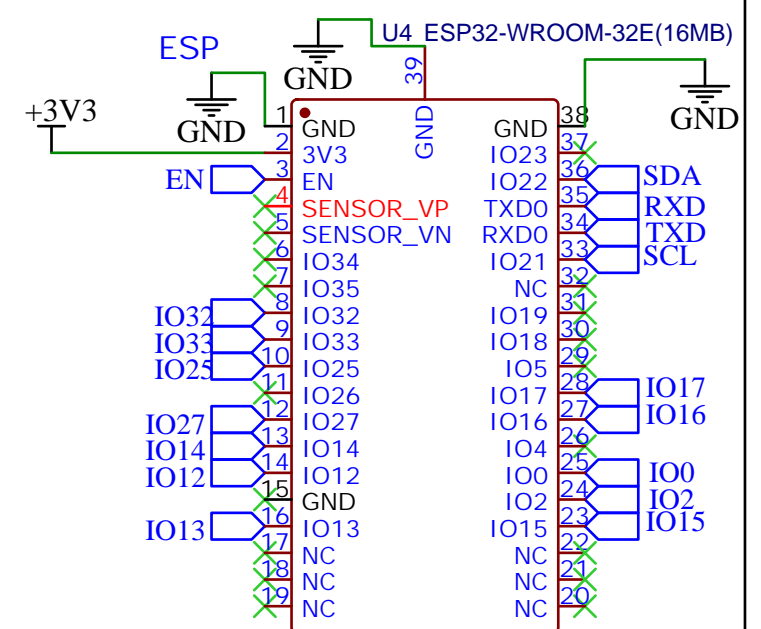 U4 ESP32-WROOM-32E(16MB)
ESP
GND
39
GND
+3V3
GND
GND
1 GND
GND 38
2 3V3
IO23 37
EN 3 EN
IO22 36 SDA
4 SENSOR_VP
TXD0 35 RXD
5 SENSOR_VN
RXD0 34 TXD
6 IO34
IO21 33 SCL
7 IO35
NC 32
IO32 8 IO32
IO19 31
IO33 9 IO33
IO18 30
IO25 10 IO25
IO5 29
11 IO26
IO17 28 IO17
IO27 12 IO27
IO16 27 IO16
IO14 13 IO14
IO4 26
IO12 14 IO12
IO0 25 IO0
15 GND
IO2 24 IO2
IO13 16 IO13
IO15 23 IO15
17 NC
NC 22
18 NC
NC 21
19 NC
NC 20